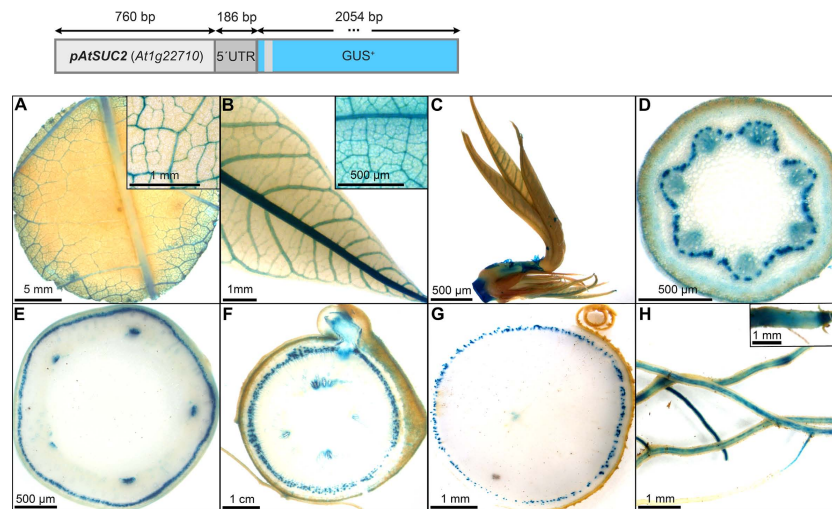 760 bp 186 bp 2054 bp
...
pAtSUC2 (At1g22710) 5´UTR GUS⁺
A B C D
1 mm 500 µm
5 mm 1mm 500 µm 500 µm
E F G H
1 mm
500 µm 1 cm 1 mm 1 mm